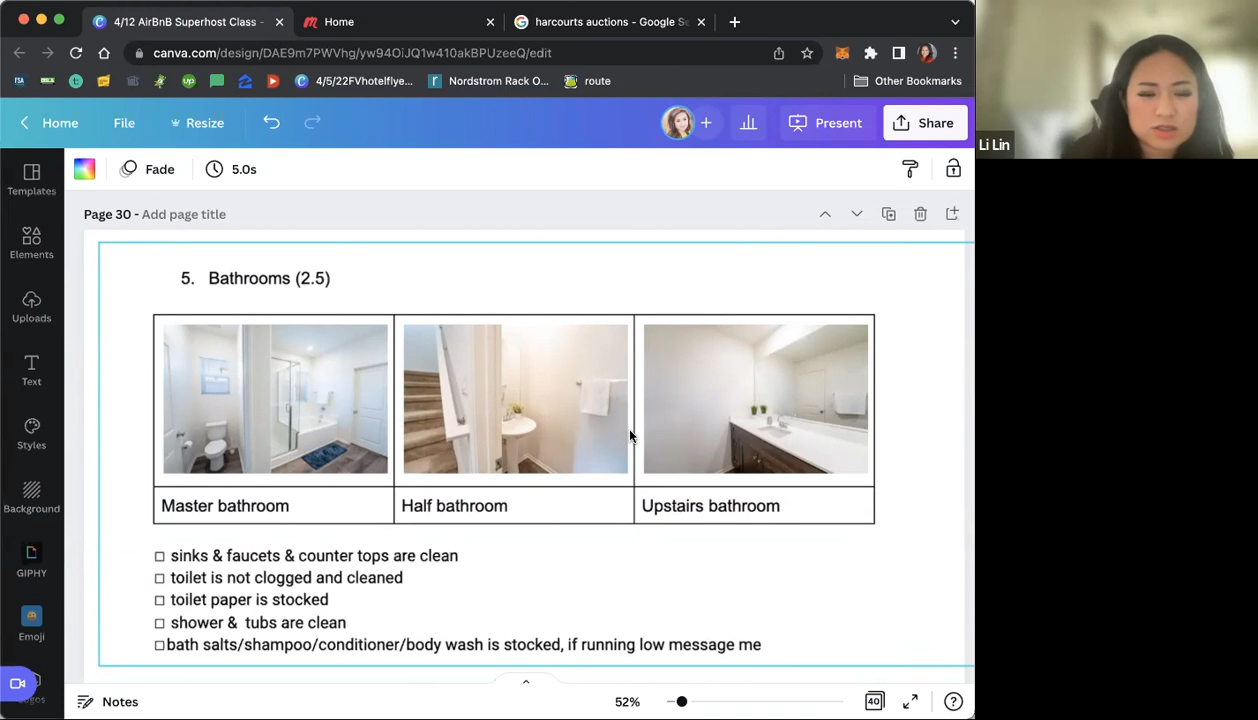 4/12 AirBnB Superhost Class -
Home
harcourts auctions - Google Se
canva.com/design/DAE9m7PWVhg/yw94OiJQ1w410akBPUzeeQ/edit
4/5/22FVhotelflye...
Nordstrom Rack O...
route
Other Bookmarks
Home
File
Resize
Present
Share
Li Lin
Fade
5.0s
Templates
Elements
Uploads
Text
Styles
Background
GIPHY
Emoji
Page 30 - Add page title
5. Bathrooms (2.5)
Master bathroom
Half bathroom
Upstairs bathroom
sinks & faucets & counter tops are clean
toilet is not clogged and cleaned
toilet paper is stocked
shower & tubs are clean
bath salts/shampoo/conditioner/body wash is stocked, if running low message me
Notes
52%
40